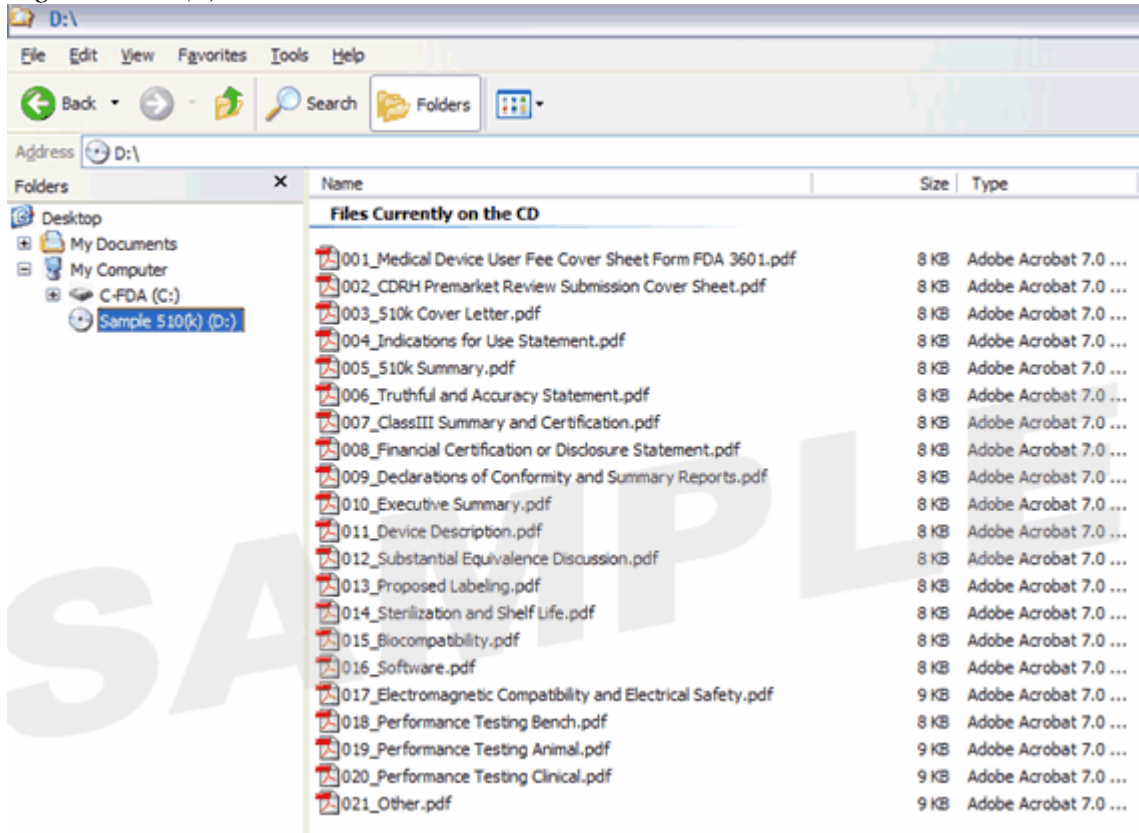 D:\
File Edit View Favorites Tools Help
Back Search Folders
Address D:\
Folders x Name Size Type
Desktop
My Documents
My Computer
C-FDA (C:)
Sample 510(k) (D:)
Files Currently on the CD
001_Medical Device User Fee Cover Sheet Form FDA 3601.pdf 8 KB Adobe Acrobat 7.0 ...
002_CDRH Premarket Review Submission Cover Sheet.pdf 8 KB Adobe Acrobat 7.0 ...
003_510k Cover Letter.pdf 8 KB Adobe Acrobat 7.0 ...
004_Indications for Use Statement.pdf 8 KB Adobe Acrobat 7.0 ...
005_510k Summary.pdf 8 KB Adobe Acrobat 7.0 ...
006_Truthful and Accuracy Statement.pdf 8 KB Adobe Acrobat 7.0 ...
007_ClassIII Summary and Certification.pdf 8 KB Adobe Acrobat 7.0 ...
008_Financial Certification or Disclosure Statement.pdf 8 KB Adobe Acrobat 7.0 ...
009_Declarations of Conformity and Summary Reports.pdf 8 KB Adobe Acrobat 7.0 ...
010_Executive Summary.pdf 8 KB Adobe Acrobat 7.0 ...
011_Device Description.pdf 8 KB Adobe Acrobat 7.0 ...
012_Substantial Equivalence Discussion.pdf 8 KB Adobe Acrobat 7.0 ...
013_Proposed Labeling.pdf 8 KB Adobe Acrobat 7.0 ...
014_Sterilization and Shelf Life.pdf 8 KB Adobe Acrobat 7.0 ...
015_Biocompatibility.pdf 8 KB Adobe Acrobat 7.0 ...
016_Software.pdf 8 KB Adobe Acrobat 7.0 ...
017_Electromagnetic Compatibility and Electrical Safety.pdf 9 KB Adobe Acrobat 7.0 ...
018_Performance Testing Bench.pdf 8 KB Adobe Acrobat 7.0 ...
019_Performance Testing Animal.pdf 9 KB Adobe Acrobat 7.0 ...
020_Performance Testing Clinical.pdf 9 KB Adobe Acrobat 7.0 ...
021_Other.pdf 9 KB Adobe Acrobat 7.0 ...
SAMPLE